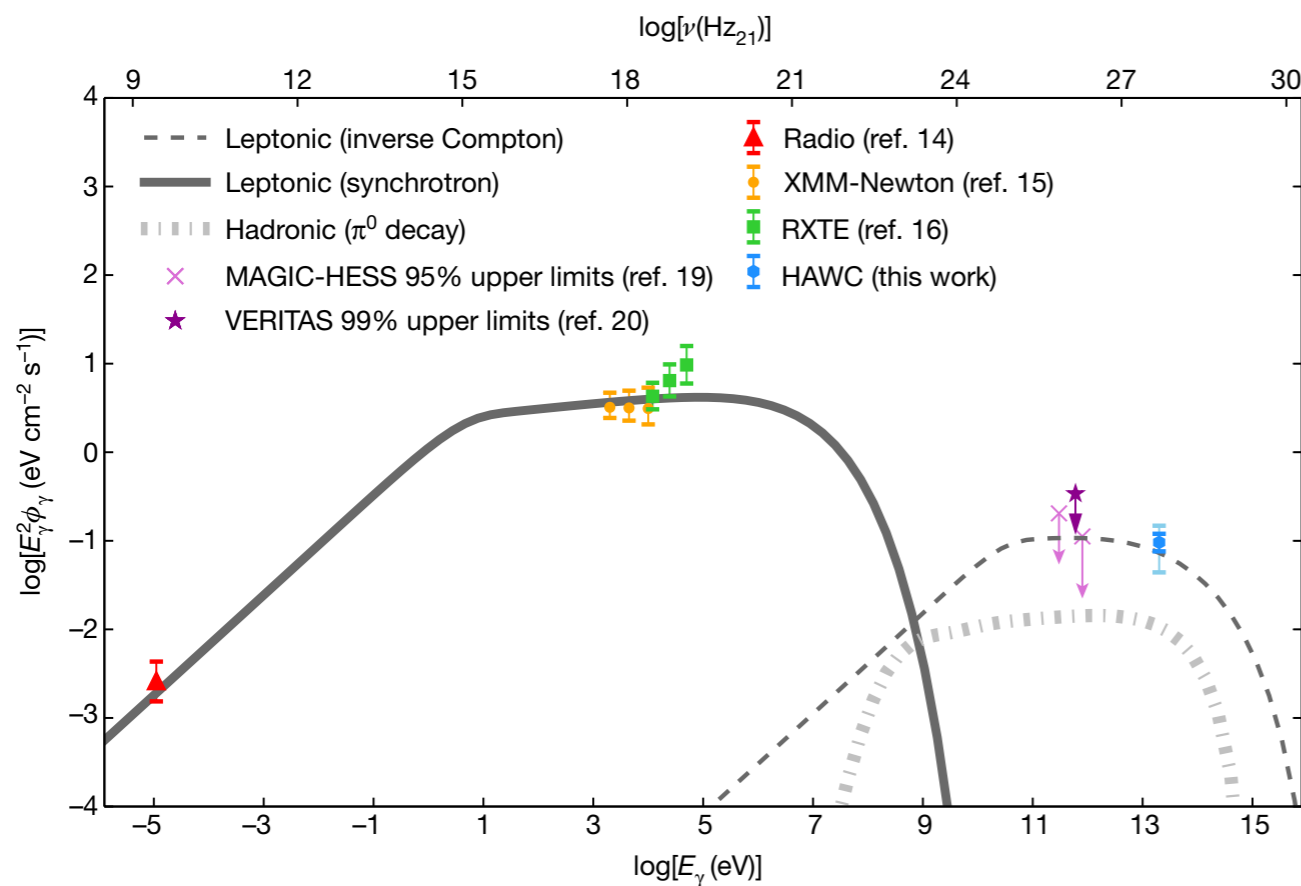 log[ν(Hz₂₁)]
9 12 15 18 21 24 27 30
4
3
2
1
0
−1
−2
−3
−4
log[E²ᵧϕᵧ (eV cm⁻² s⁻¹)]
Leptonic (inverse Compton)
Leptonic (synchrotron)
Hadronic (π⁰ decay)
MAGIC-HESS 95% upper limits (ref. 19)
VERITAS 99% upper limits (ref. 20)
Radio (ref. 14)
XMM-Newton (ref. 15)
RXTE (ref. 16)
HAWC (this work)
−5 −3 −1 1 3 5 7 9 11 13 15
log[Eᵧ (eV)]